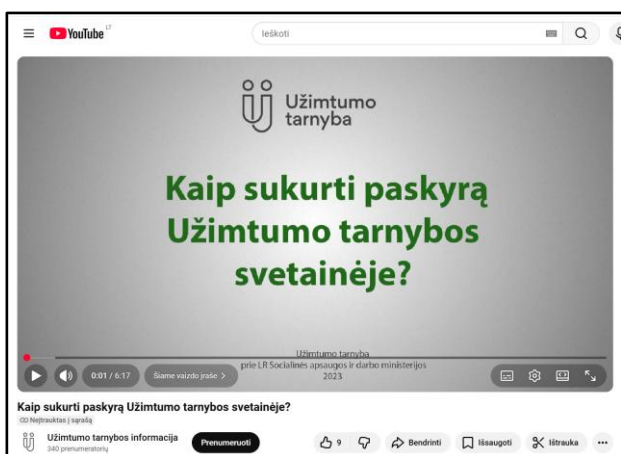 YouTube LT
Ieškoti
Užimtumo
tarnyba
Kaip sukurti paskyrą
Užimtumo tarnybos
svetainėje?
Užimtumo tarnyba
prie LR Socialinės apsaugos ir darbo ministerijos
2023
0:01 / 6:17
Šiame vaizdo įraše >
Kaip sukurti paskyrą Užimtumo tarnybos svetainėje?
Neįtrauktas į sąrašą
Užimtumo tarnybos informacija
340 prenumeratorių
Prenumeruoti
9
Bendrinti
Išsaugoti
Ištrauka